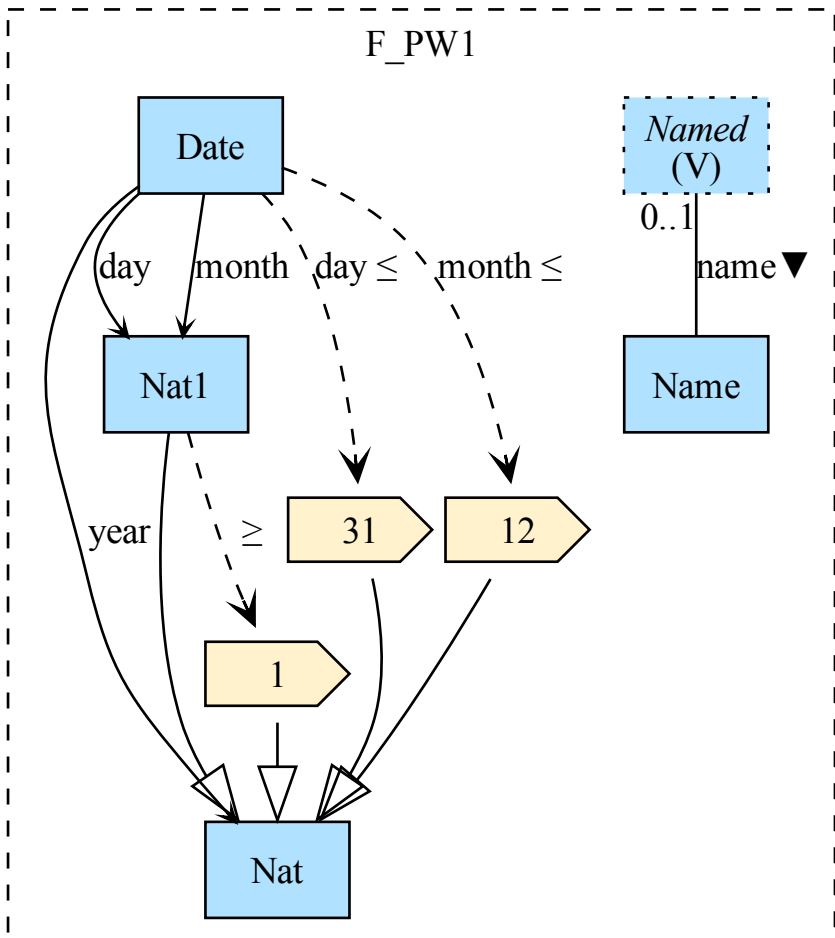 F_PW1
Date
Named
(V)
0..1
day
month
day ≤
month ≤
name ▼
Nat1
Name
year
≥
31
12
1
Nat